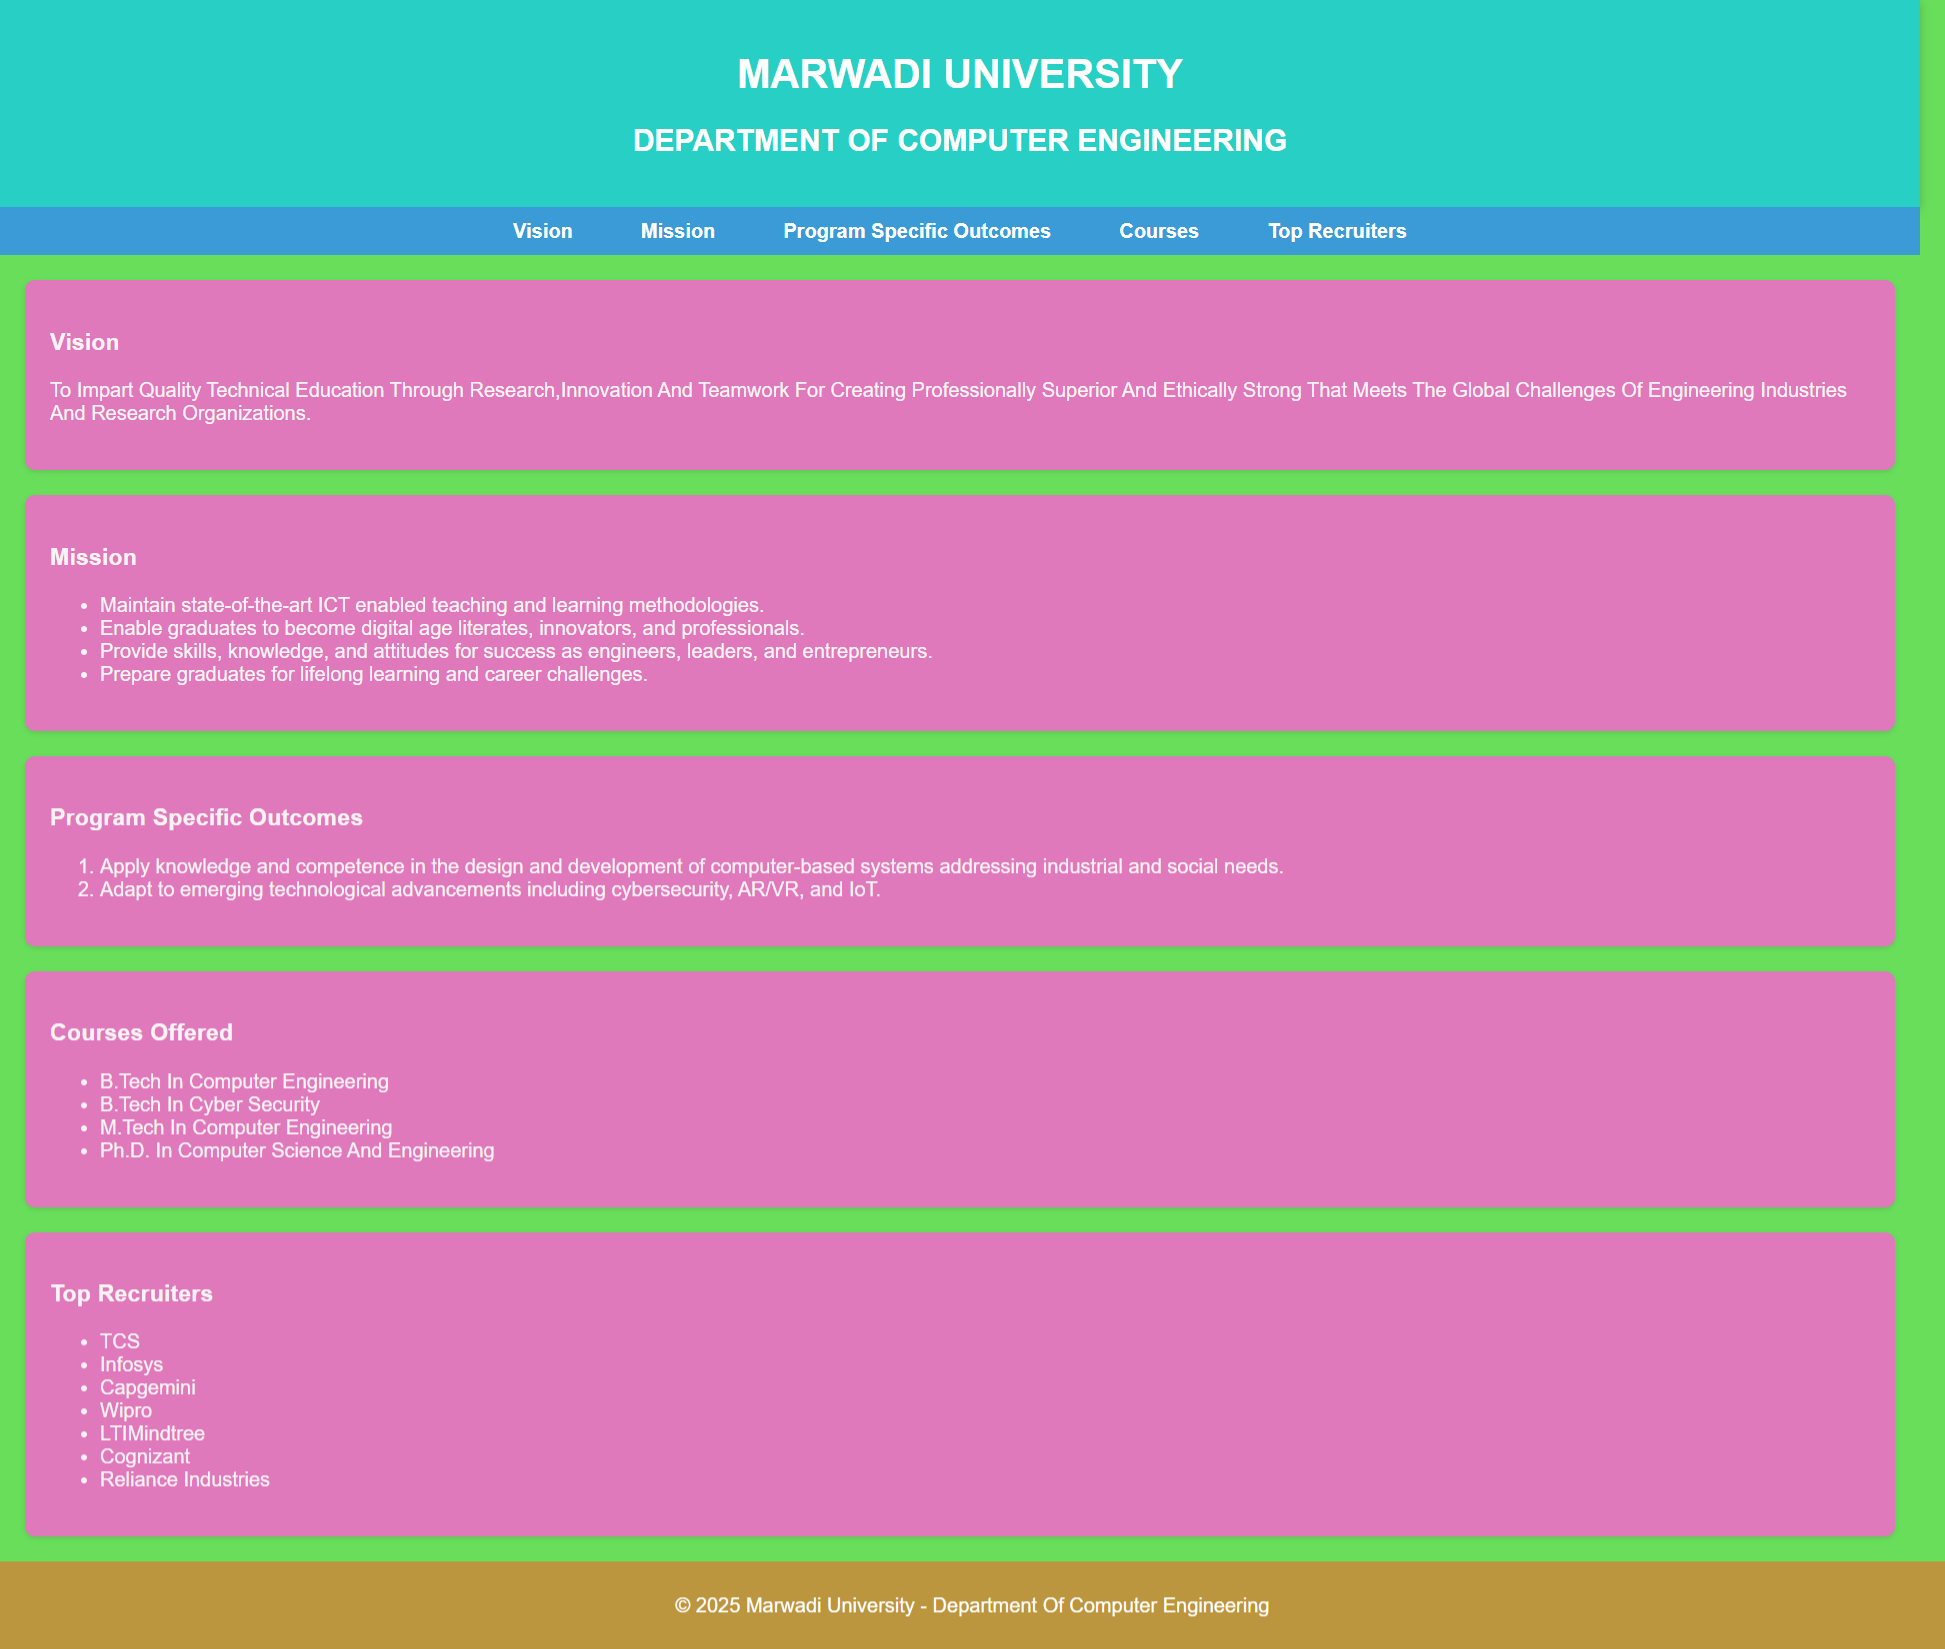 MARWADI UNIVERSITY
DEPARTMENT OF COMPUTER ENGINEERING
Vision Mission Program Specific Outcomes Courses Top Recruiters
Vision
To Impart Quality Technical Education Through Research,Innovation And Teamwork For Creating Professionally Superior And Ethically Strong That Meets The Global Challenges Of Engineering Industries
And Research Organizations.
Mission
• Maintain state-of-the-art ICT enabled teaching and learning methodologies.
• Enable graduates to become digital age literates, innovators, and professionals.
• Provide skills, knowledge, and attitudes for success as engineers, leaders, and entrepreneurs.
• Prepare graduates for lifelong learning and career challenges.
Program Specific Outcomes
1. Apply knowledge and competence in the design and development of computer-based systems addressing industrial and social needs.
2. Adapt to emerging technological advancements including cybersecurity, AR/VR, and IoT.
Courses Offered
• B.Tech In Computer Engineering
• B.Tech In Cyber Security
• M.Tech In Computer Engineering
• Ph.D. In Computer Science And Engineering
Top Recruiters
• TCS
• Infosys
• Capgemini
• Wipro
• LTIMindtree
• Cognizant
• Reliance Industries
© 2025 Marwadi University - Department Of Computer Engineering